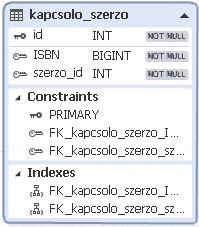 kapcsolo_szerzo
id INT NOT NULL
ISBN BIGINT NOT NULL
szerzo_id INT NOT NULL
Constraints
PRIMARY
FK_kapcsolo_szerzo_I...
FK_kapcsolo_szerzo_sz...
Indexes
FK_kapcsolo_szerzo_I...
FK_kapcsolo_szerzo_sz...